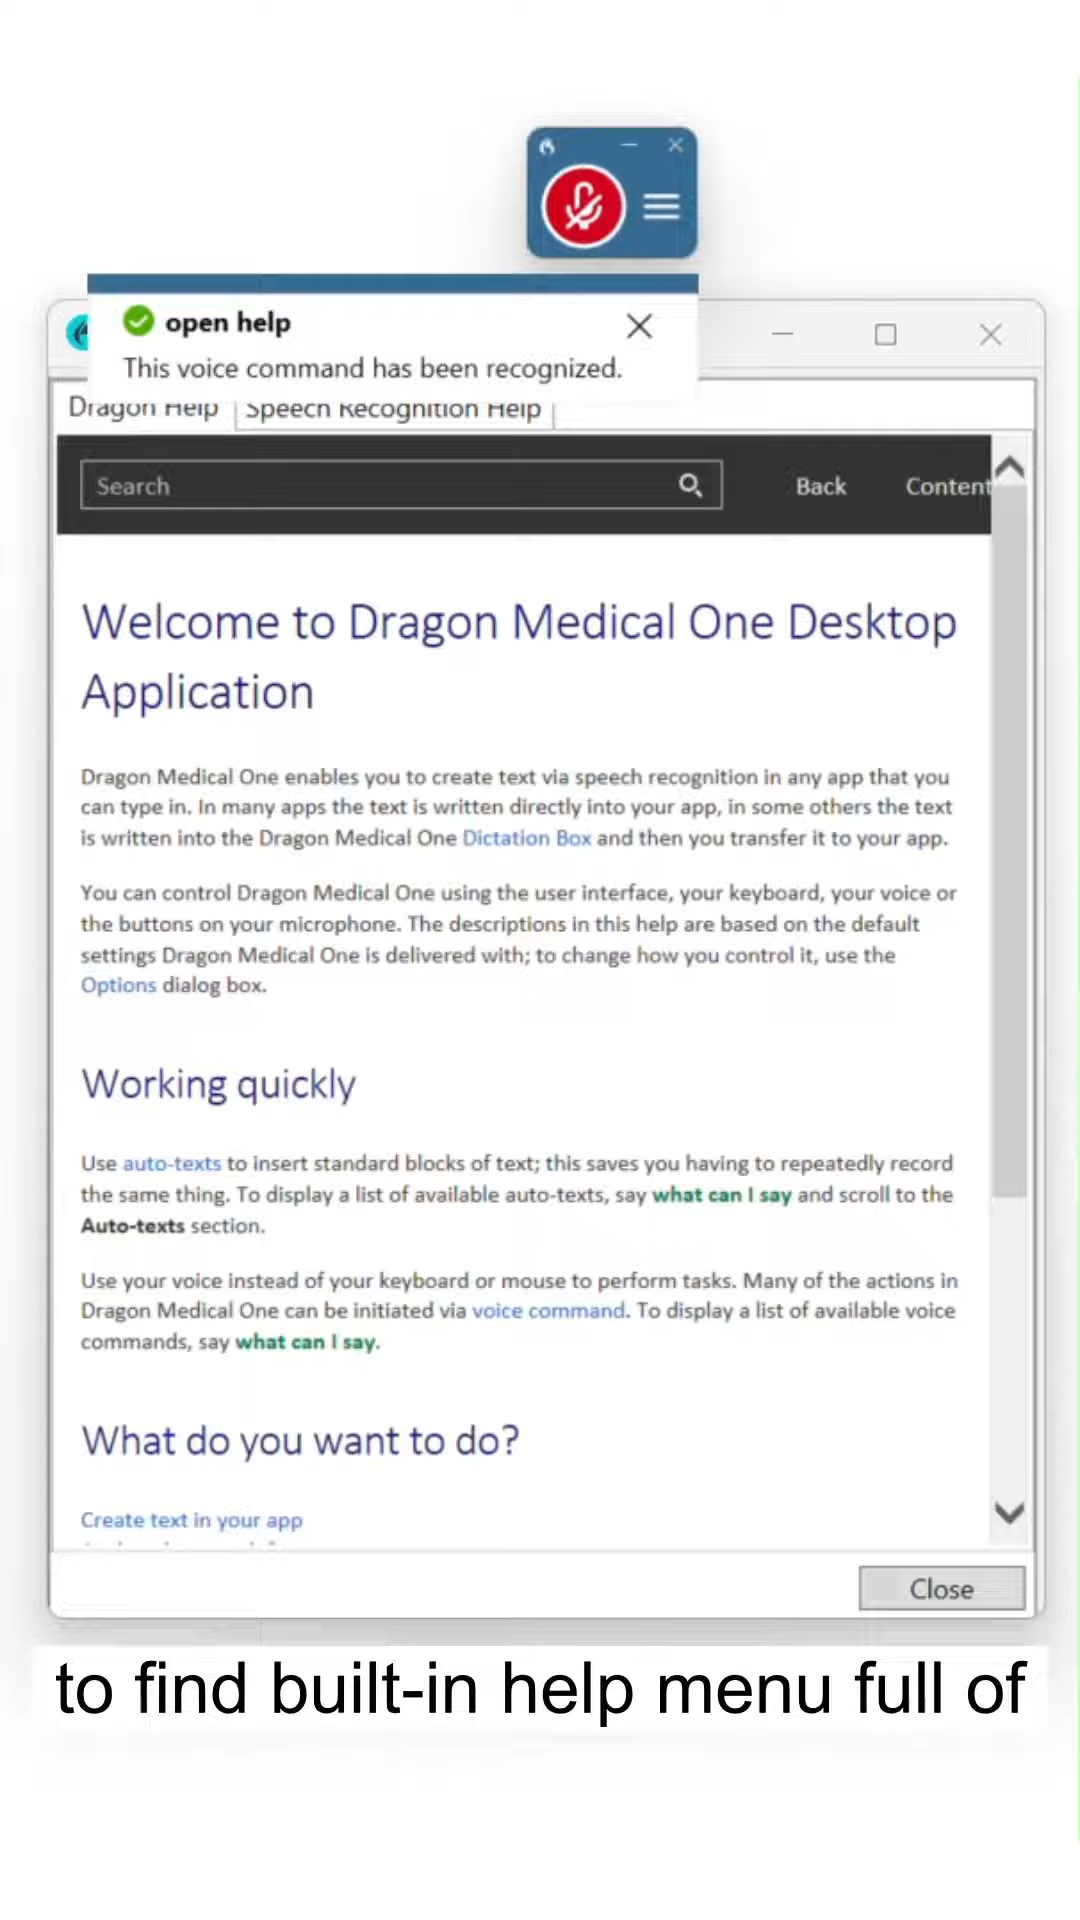 open help
This voice command has been recognized.
Dragon Help
Speech Recognition Help
Search
Back
Content
Welcome to Dragon Medical One Desktop
Application
Dragon Medical One enables you to create text via speech recognition in any app that you
can type in. In many apps the text is written directly into your app, in some others the text
is written into the Dragon Medical One Dictation Box and then you transfer it to your app.
You can control Dragon Medical One using the user interface, your keyboard, your voice or
the buttons on your microphone. The descriptions in this help are based on the default
settings Dragon Medical One is delivered with; to change how you control it, use the
Options dialog box.
Working quickly
Use auto-texts to insert standard blocks of text; this saves you having to repeatedly record
the same thing. To display a list of available auto-texts, say what can I say and scroll to the
Auto-texts section.
Use your voice instead of your keyboard or mouse to perform tasks. Many of the actions in
Dragon Medical One can be initiated via voice command. To display a list of available voice
commands, say what can I say.
What do you want to do?
Create text in your app
Close
to find built-in help menu full of